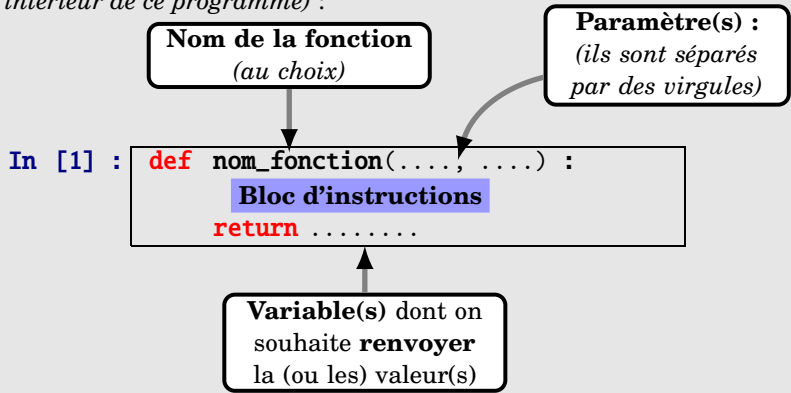 intérieur de ce programme) :
Nom de la fonction
(au choix)
Paramètre(s) :
(ils sont séparés
par des virgules)
In [1] : def nom_fonction(...., ....) :
Bloc d'instructions
return ........
Variable(s) dont on
souhaite renvoyer
la (ou les) valeur(s)